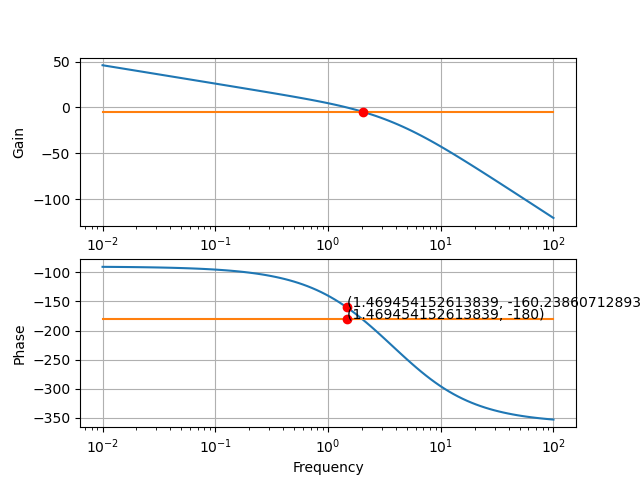 50
0
−50
−100
Gain
10⁻² 10⁻¹ 10⁰ 10¹ 10²
−100
−150
−200
−250
−300
−350
Phase
(1.469454152613839, -160.23860712893
(1.469454152613839, -180)
10⁻² 10⁻¹ 10⁰ 10¹ 10²
Frequency